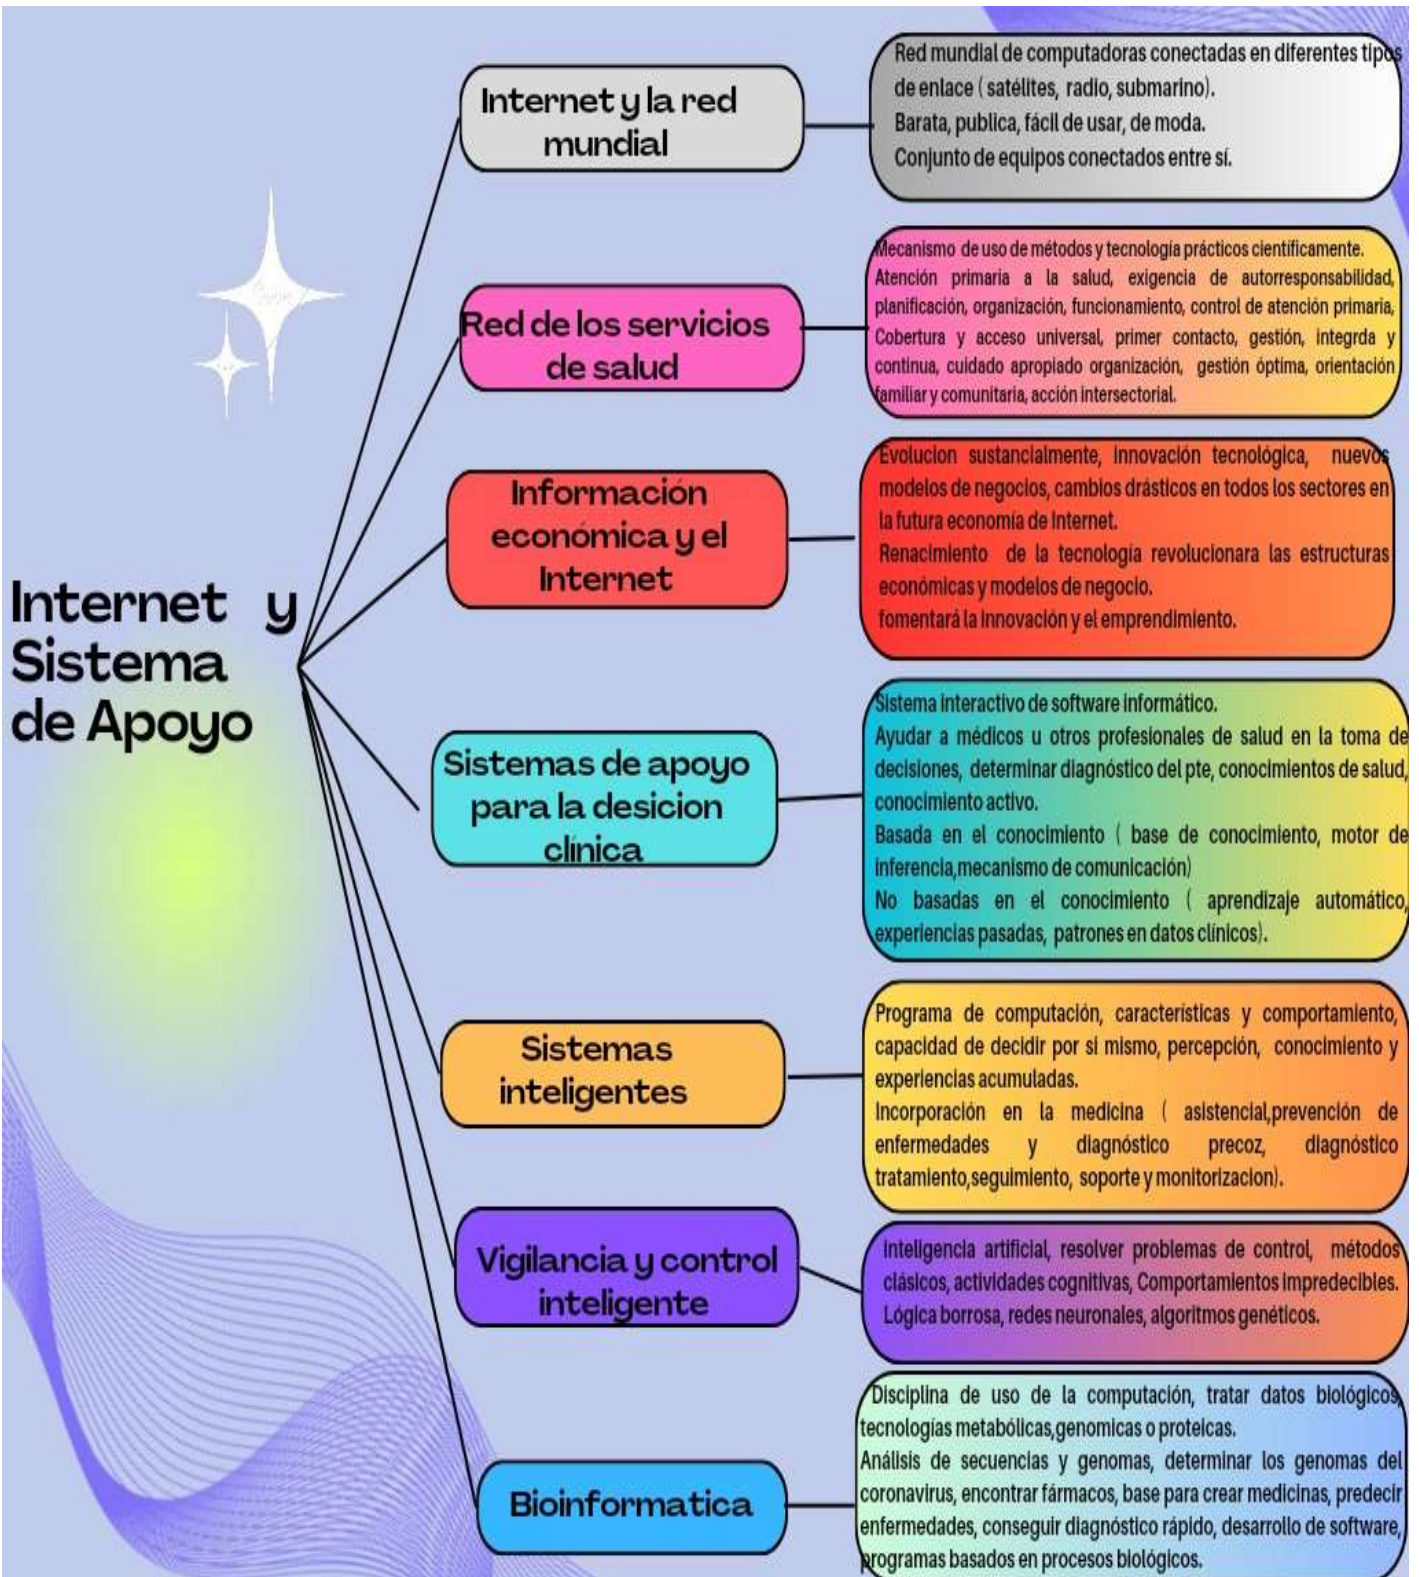 Internet y
Sistema
de Apoyo
Internet y la red
mundial
Red mundial de computadoras conectadas en diferentes tipos
de enlace ( satélites, radio, submarino).
Barata, publica, fácil de usar, de moda.
Conjunto de equipos conectados entre sí.
Red de los servicios
de salud
Mecanismo de uso de métodos y tecnología prácticos científicamente.
Atención primaria a la salud, exigencia de autorresponsabilidad,
planificación, organización, funcionamiento, control de atención primaria,
Cobertura y acceso universal, primer contacto, gestión, integrda y
continua, cuidado apropiado organización, gestión óptima, orientación
familiar y comunitaria, acción intersectorial.
Información
económica y el
Internet
Evolucion sustancialmente, innovación tecnológica, nuevos
modelos de negocios, cambios drásticos en todos los sectores en
la futura economía de Internet.
Renacimiento de la tecnología revolucionara las estructuras
económicas y modelos de negocio.
fomentará la innovación y el emprendimiento.
Sistemas de apoyo
para la desicion
clínica
Sistema interactivo de software informático.
Ayudar a médicos u otros profesionales de salud en la toma de
decisiones, determinar diagnóstico del pte, conocimientos de salud,
conocimiento activo.
Basada en el conocimiento ( base de conocimiento, motor de
inferencia,mecanismo de comunicación)
No basadas en el conocimiento ( aprendizaje automático,
experiencias pasadas, patrones en datos clínicos).
Sistemas
inteligentes
Programa de computación, características y comportamiento,
capacidad de decidir por si mismo, percepción, conocimiento y
experiencias acumuladas.
Incorporación en la medicina ( asistencial,prevención de
enfermedades y diagnóstico precoz, diagnóstico
tratamiento,seguimiento, soporte y monitorizacion).
Vigilancia y control
inteligente
Inteligencia artificial, resolver problemas de control, métodos
clásicos, actividades cognitivas, Comportamientos impredecibles.
Lógica borrosa, redes neuronales, algoritmos genéticos.
Bioinformatica
Disciplina de uso de la computación, tratar datos biológicos,
tecnologías metabólicas,genomicas o proteicas.
Análisis de secuencias y genomas, determinar los genomas del
coronavirus, encontrar fármacos, base para crear medicinas, predecir
enfermedades, conseguir diagnóstico rápido, desarrollo de software,
programas basados en procesos biológicos.